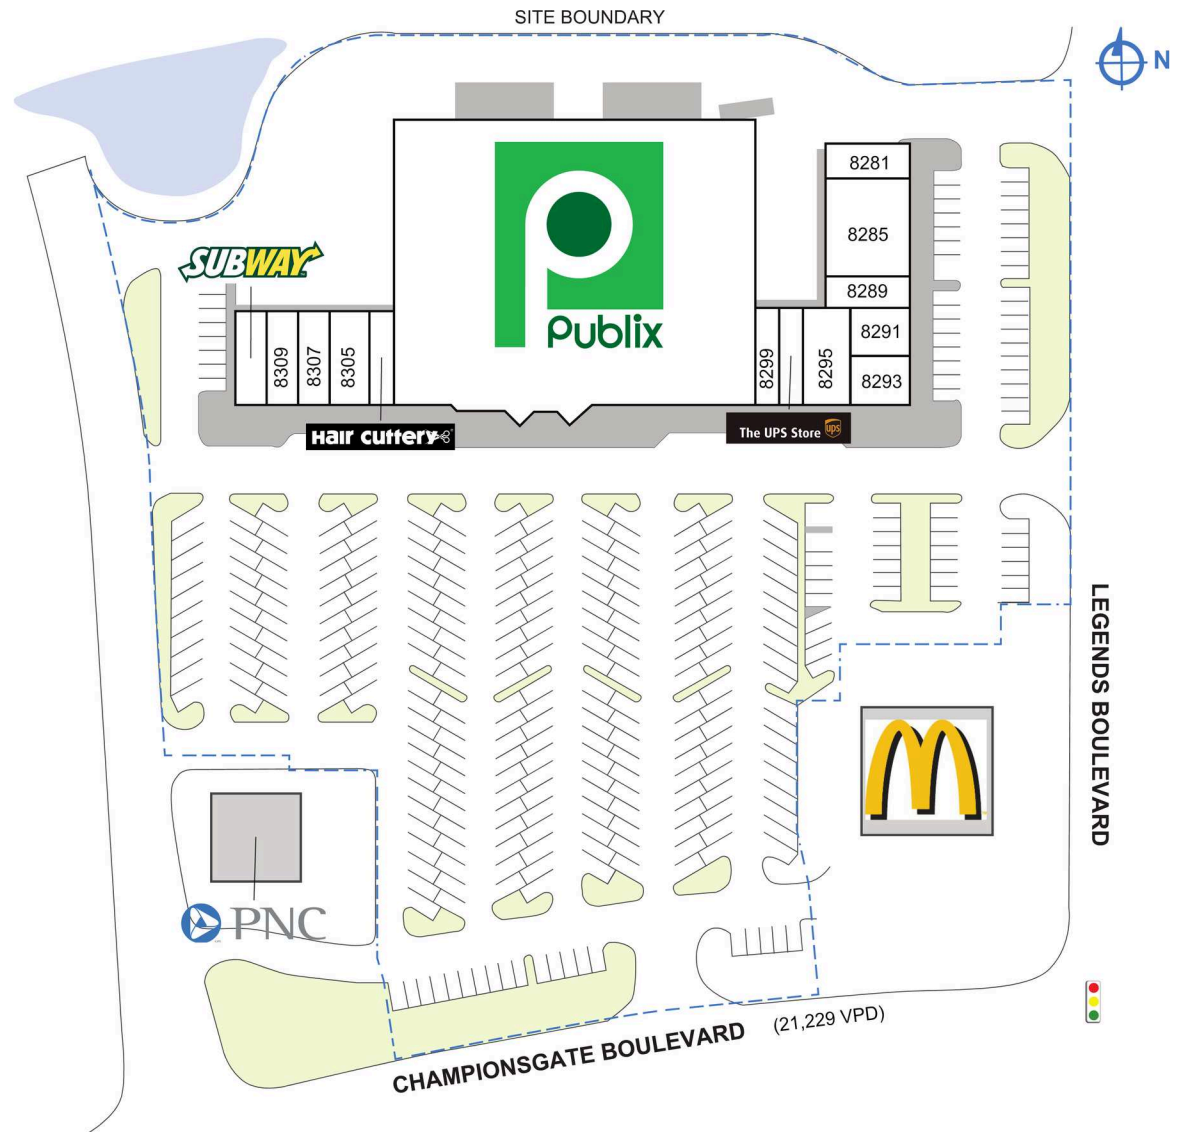 SITE BOUNDARY
N
8281
8285
8289
8291
8293
8295
8299
Publix
SUBWAY
8309
8307
8305
Hair Cuttery
The UPS Store ups
LEGENDS BOULEVARD
PNC
CHAMPIONSGATE BOULEVARD (21,229 VPD)